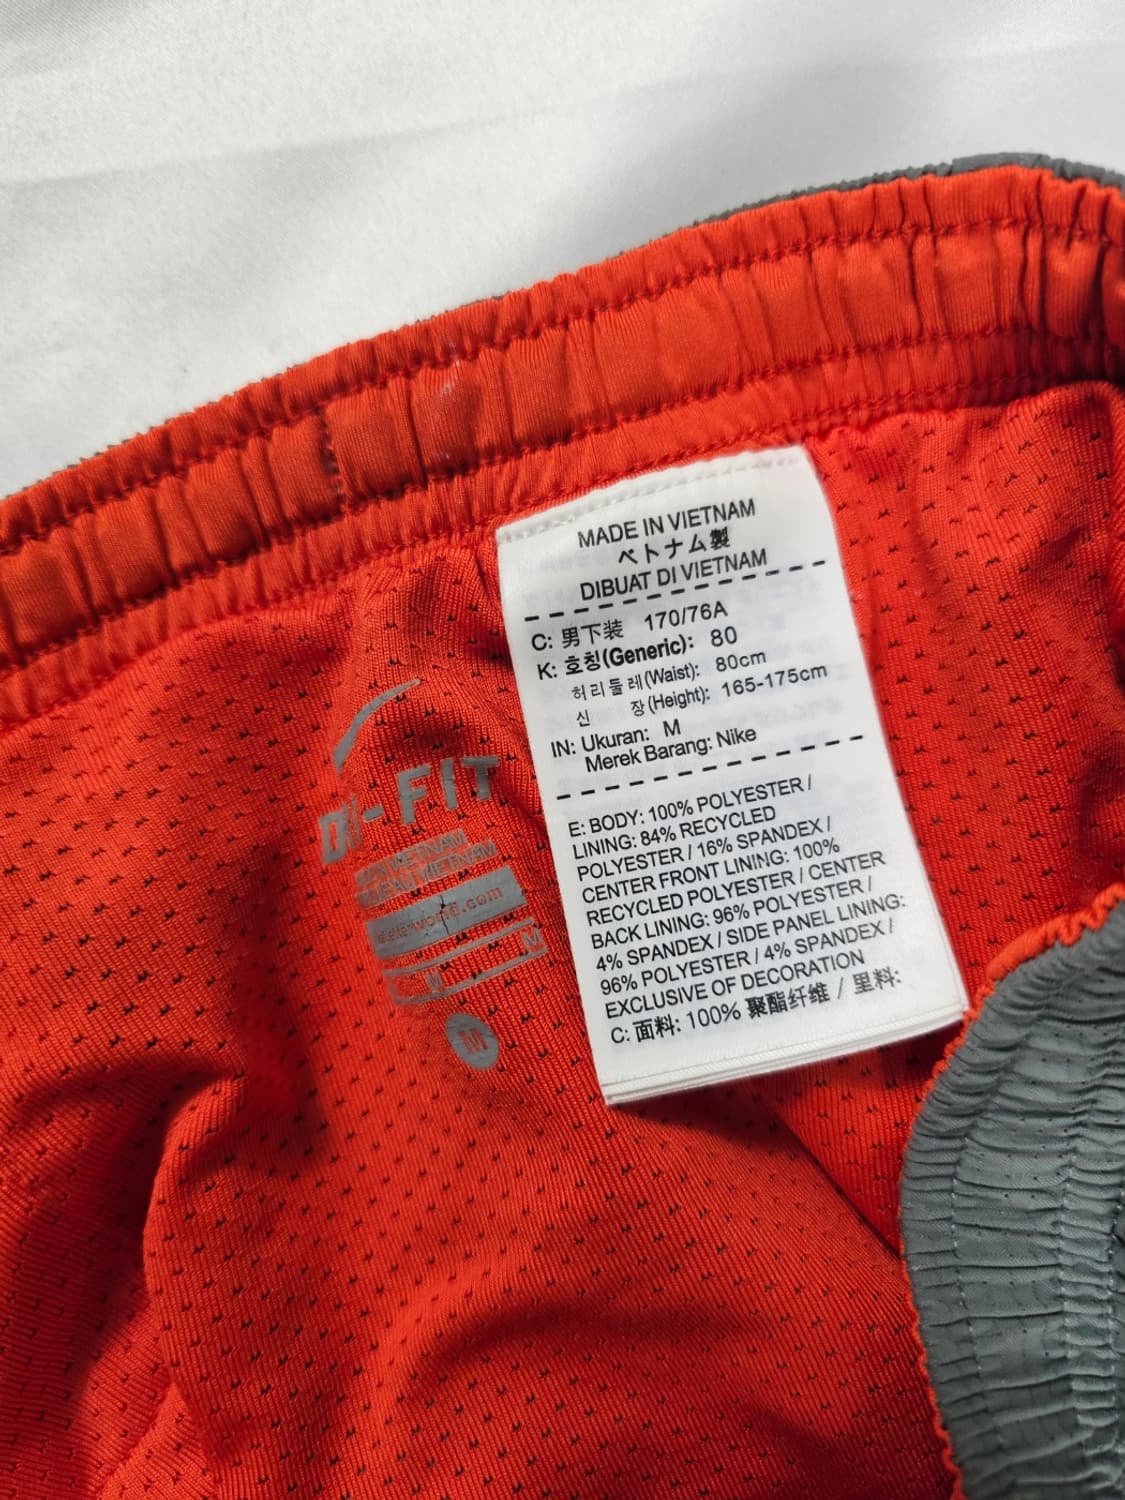 MADE IN VIETNAM
ベトナム製
DIBUAT DI VIETNAM
C: 男下装 170/76A
K: 호칭(Generic): 80
허리둘레(Waist): 80cm
신 장(Height): 165-175cm
IN: Ukuran: M
Merek Barang: Nike
E: BODY: 100% POLYESTER /
LINING: 84% RECYCLED
POLYESTER / 16% SPANDEX /
CENTER FRONT LINING: 100%
RECYCLED POLYESTER / CENTER
BACK LINING: 96% POLYESTER /
4% SPANDEX / SIDE PANEL LINING:
96% POLYESTER / 4% SPANDEX /
EXCLUSIVE OF DECORATION
C: 面料: 100% 聚酯纤维 / 里料:
DRI-FIT
VIETNAM
VIETNAM
M
M
M